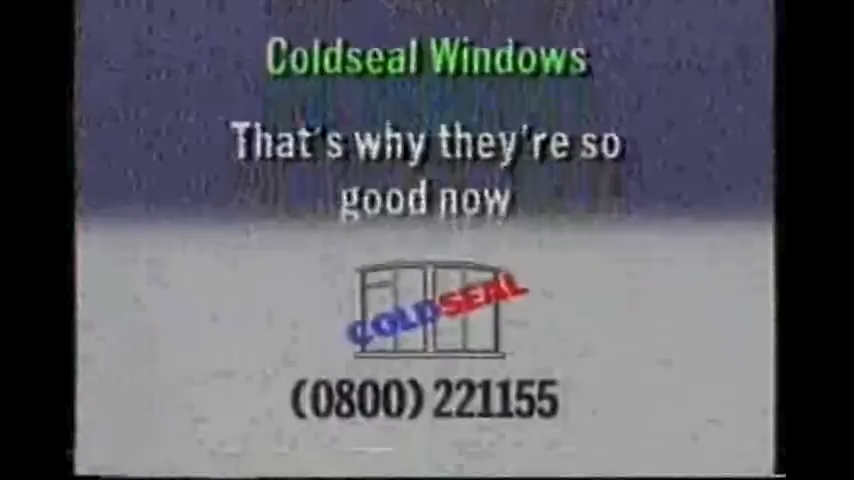 Coldseal Windows
That's why they're so
good now
COLDSEAL
(0800) 221155